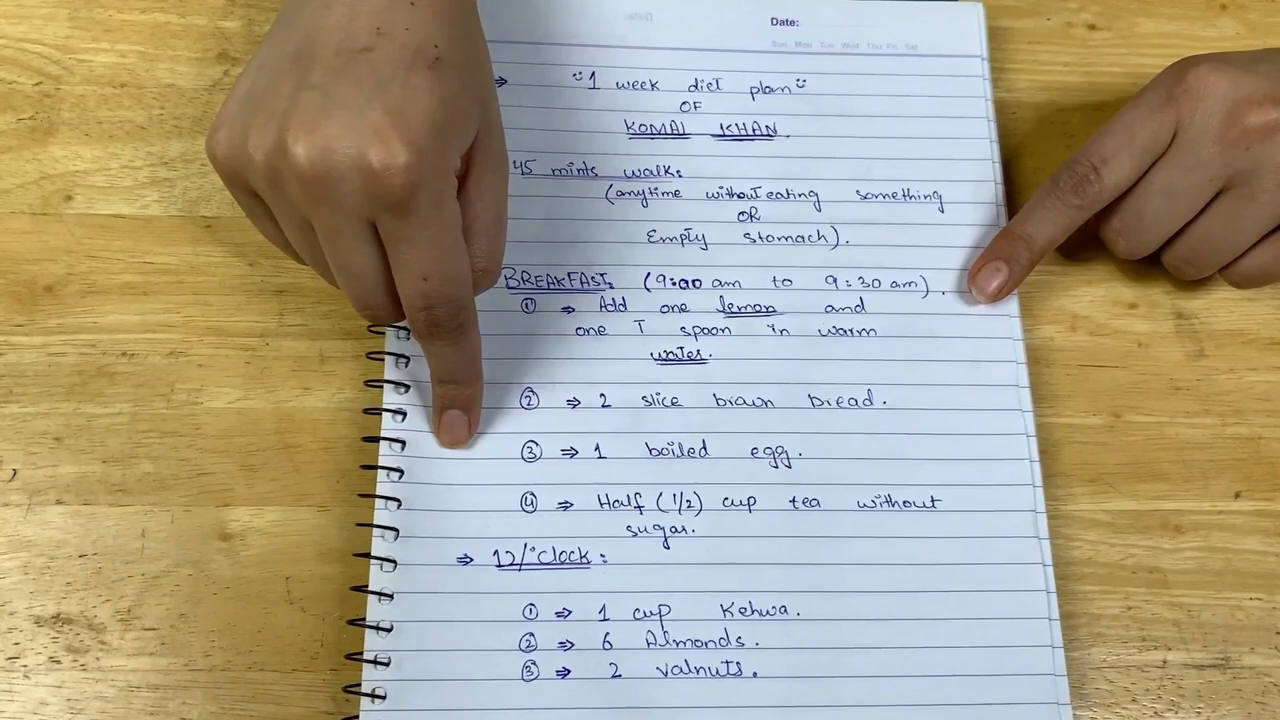 Date:
Sun Mon Tue Wed Thu Fri Sat
⇒ 1 week diet plan
OF
KOMAL KHAN.
45 mints walk:
(anytime without eating something
OR
Empty stomach).
BREAKFAST: (9:00 am to 9:30 am).
① ⇒ Add one lemon and
one T spoon in warm
water.
② ⇒ 2 slice brawn bread.
③ ⇒ 1 boiled egg.
④ ⇒ Half (1/2) cup tea without
sugar.
⇒ 12/°Clock:
① ⇒ 1 cup Kehwa.
② ⇒ 6 Almonds.
③ ⇒ 2 valnuts.